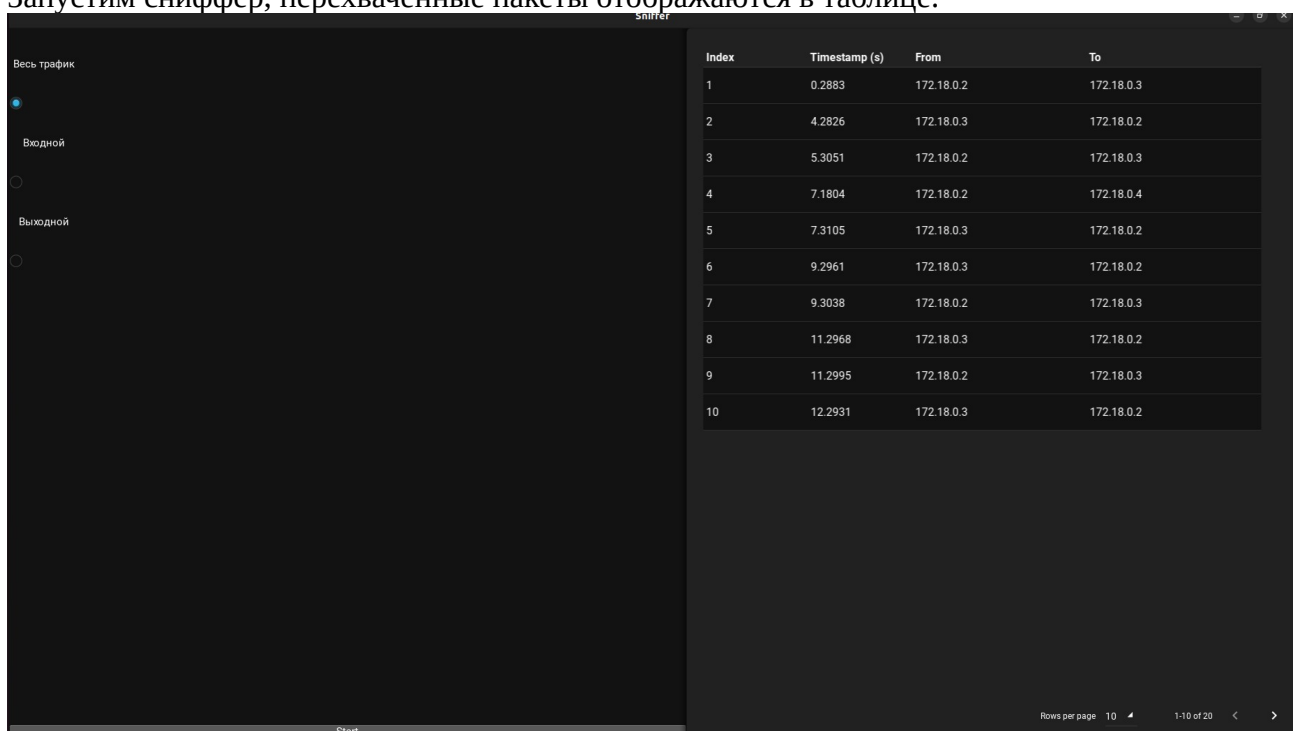 Запустим сниффер, перехваченные пакеты отображаются в таблице:
Sniffer
Весь трафик
Входной
Выходной
Index Timestamp (s) From To
1 0.2883 172.18.0.2 172.18.0.3
2 4.2826 172.18.0.3 172.18.0.2
3 5.3051 172.18.0.2 172.18.0.3
4 7.1804 172.18.0.2 172.18.0.4
5 7.3105 172.18.0.3 172.18.0.2
6 9.2961 172.18.0.3 172.18.0.2
7 9.3038 172.18.0.2 172.18.0.3
8 11.2968 172.18.0.3 172.18.0.2
9 11.2995 172.18.0.2 172.18.0.3
10 12.2931 172.18.0.3 172.18.0.2
Rows per page 10 1-10 of 20
Start